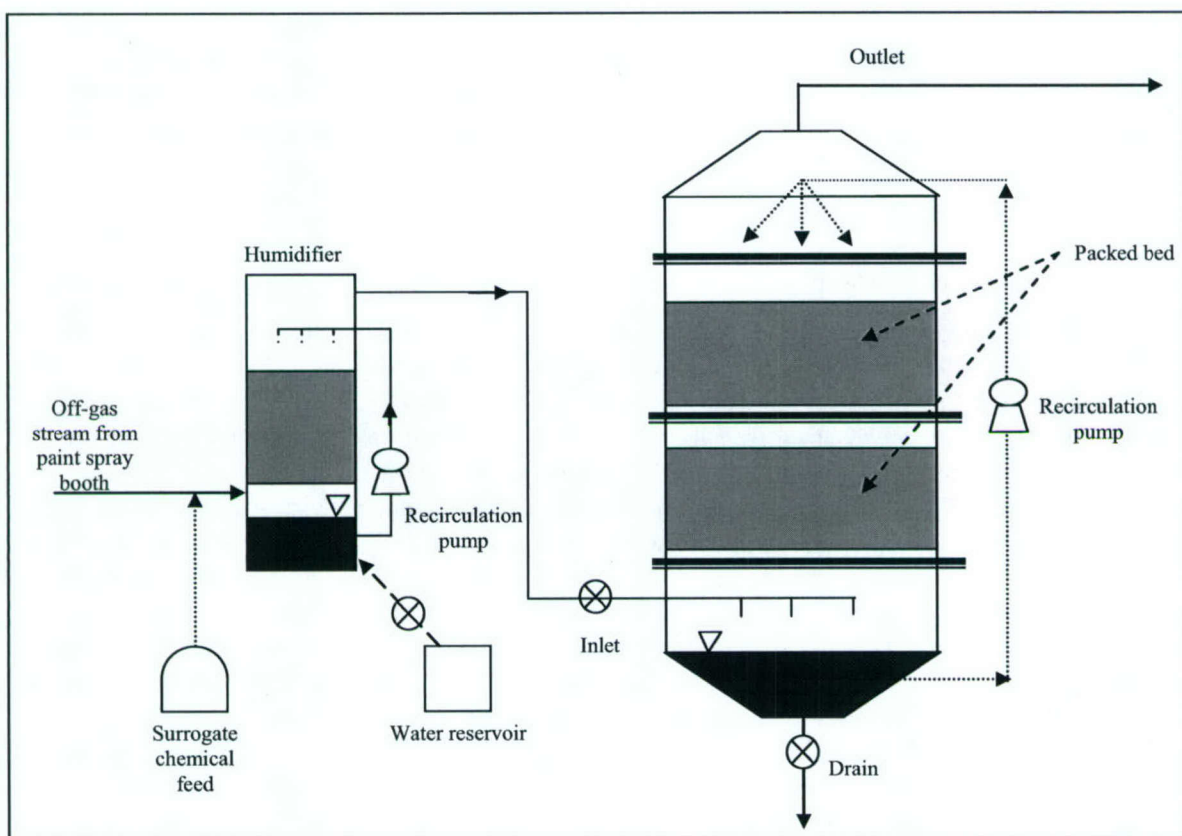 Outlet
Humidifier
Packed bed
Off-gas
stream from
paint spray
booth
Recirculation
pump
Recirculation
pump
Inlet
Surrogate
chemical
feed
Water reservoir
Drain